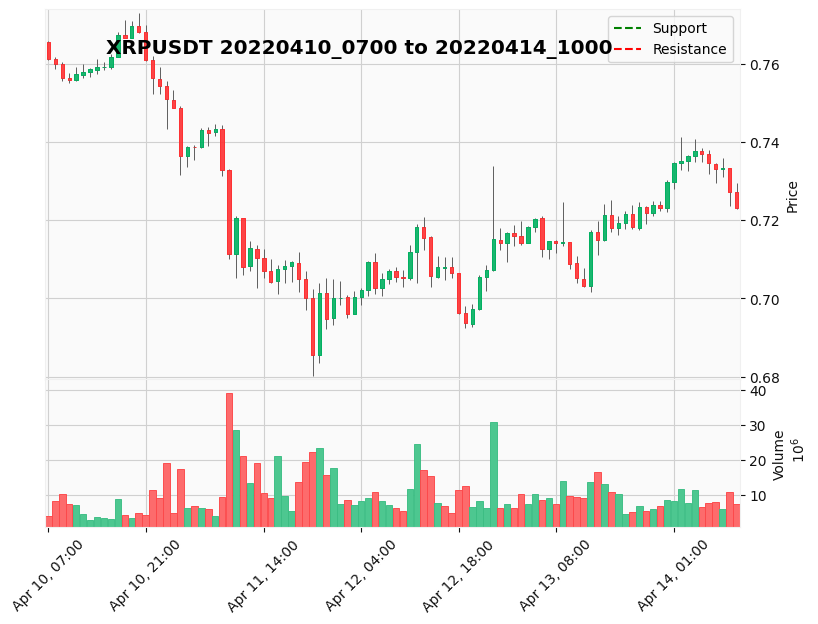 XRPUSDT 20220410_0700 to 20220414_1000
Support
Resistance
0.76
0.74
0.72
0.70
0.68
Price
40
30
20
10
Volume
10^6
Apr 10, 07:00
Apr 10, 21:00
Apr 11, 14:00
Apr 12, 04:00
Apr 12, 18:00
Apr 13, 08:00
Apr 14, 01:00